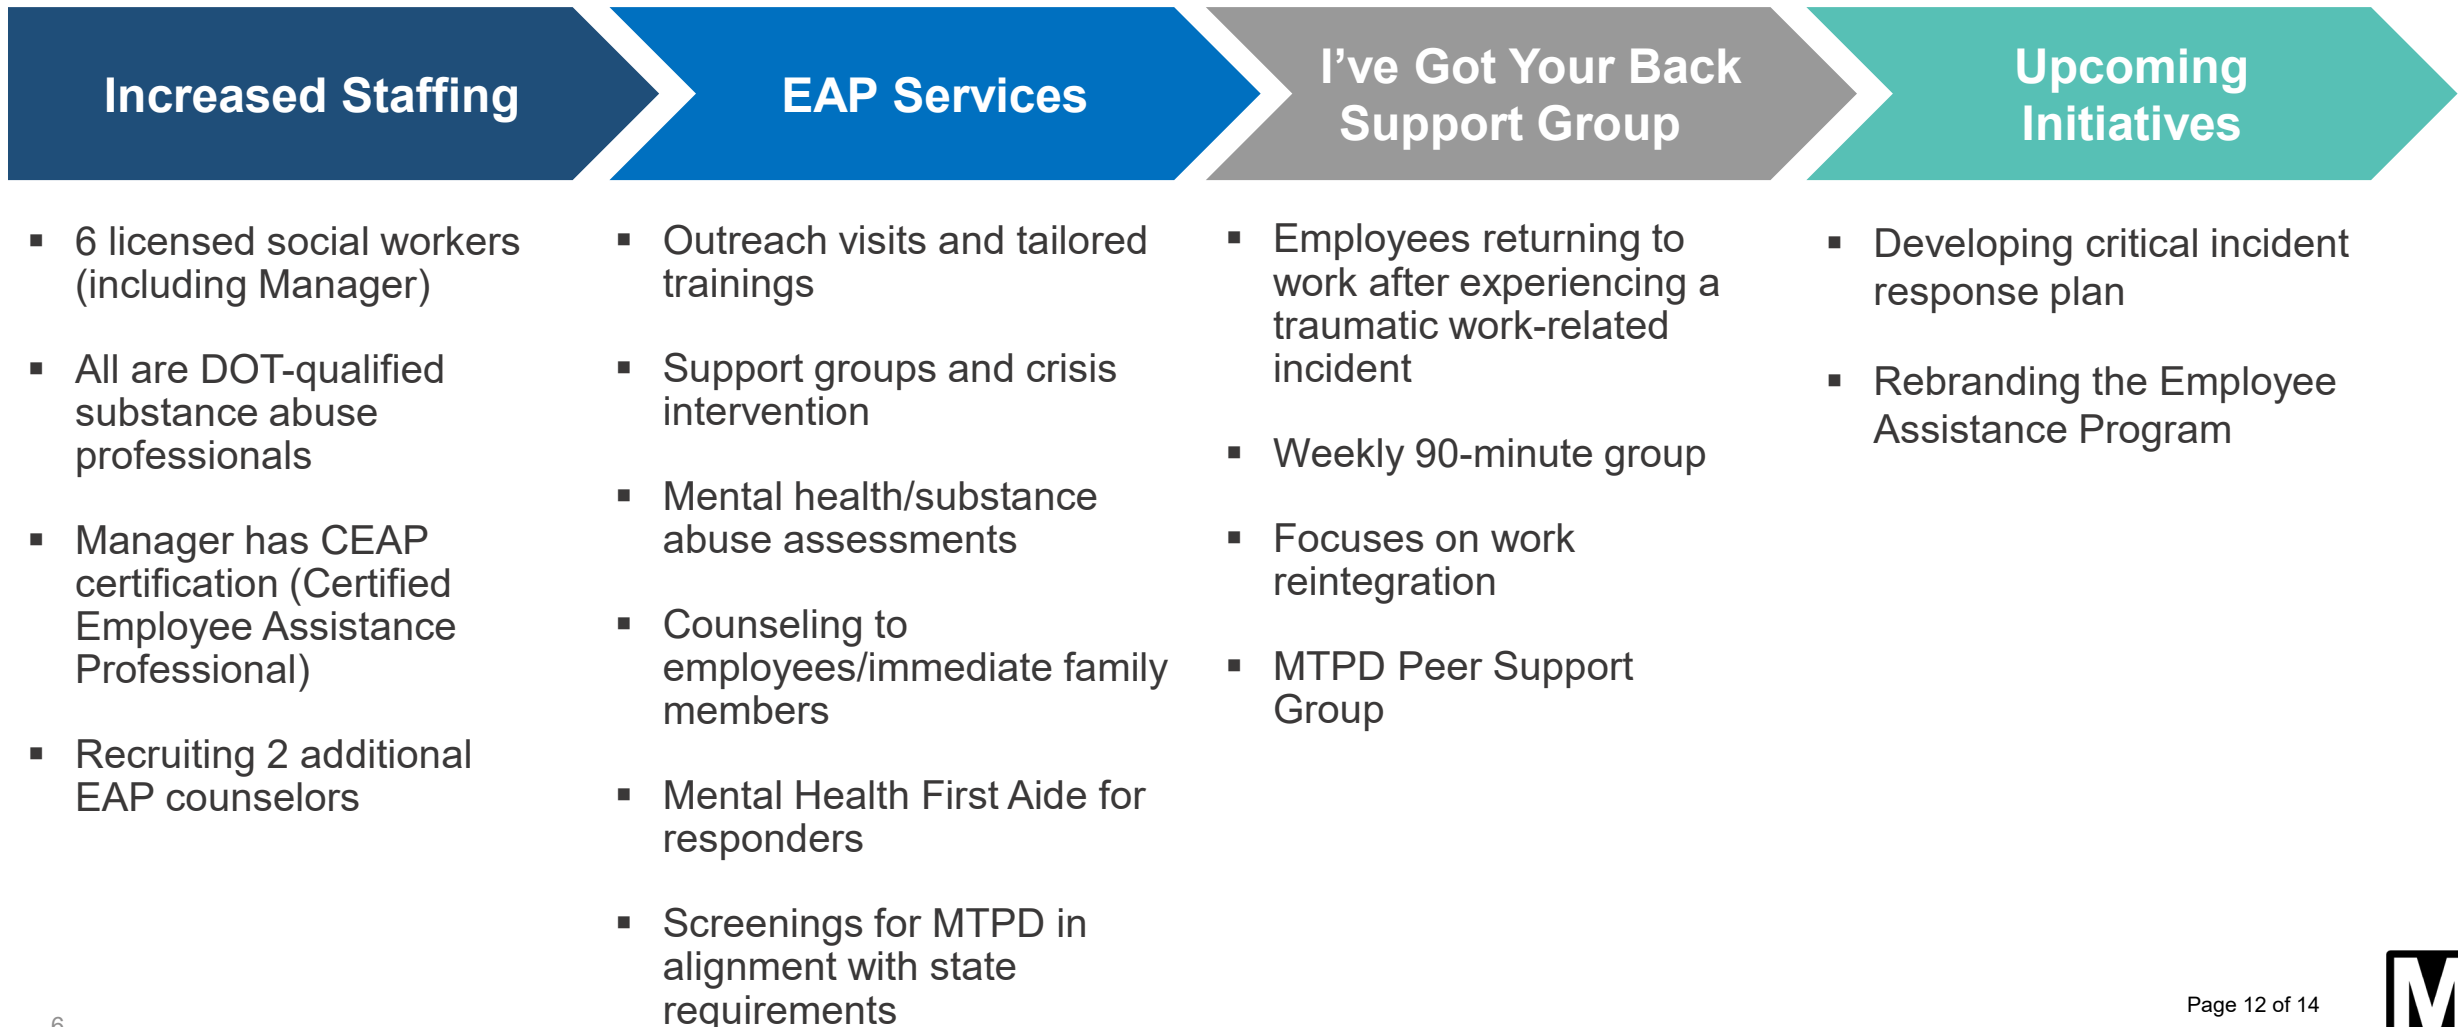 Increased Staffing
▪ 6 licensed social workers
(including Manager)
▪ All are DOT-qualified
substance abuse
professionals
▪ Manager has CEAP
certification (Certified
Employee Assistance
Professional)
▪ Recruiting 2 additional
EAP counselors
EAP Services
▪ Outreach visits and tailored
trainings
▪ Support groups and crisis
intervention
▪ Mental health/substance
abuse assessments
▪ Counseling to
employees/immediate family
members
▪ Mental Health First Aide for
responders
▪ Screenings for MTPD in
alignment with state
requirements
I’ve Got Your Back
Support Group
▪ Employees returning to
work after experiencing a
traumatic work-related
incident
▪ Weekly 90-minute group
▪ Focuses on work
reintegration
▪ MTPD Peer Support
Group
Upcoming
Initiatives
▪ Developing critical incident
response plan
▪ Rebranding the Employee
Assistance Program
6
Page 12 of 14
M